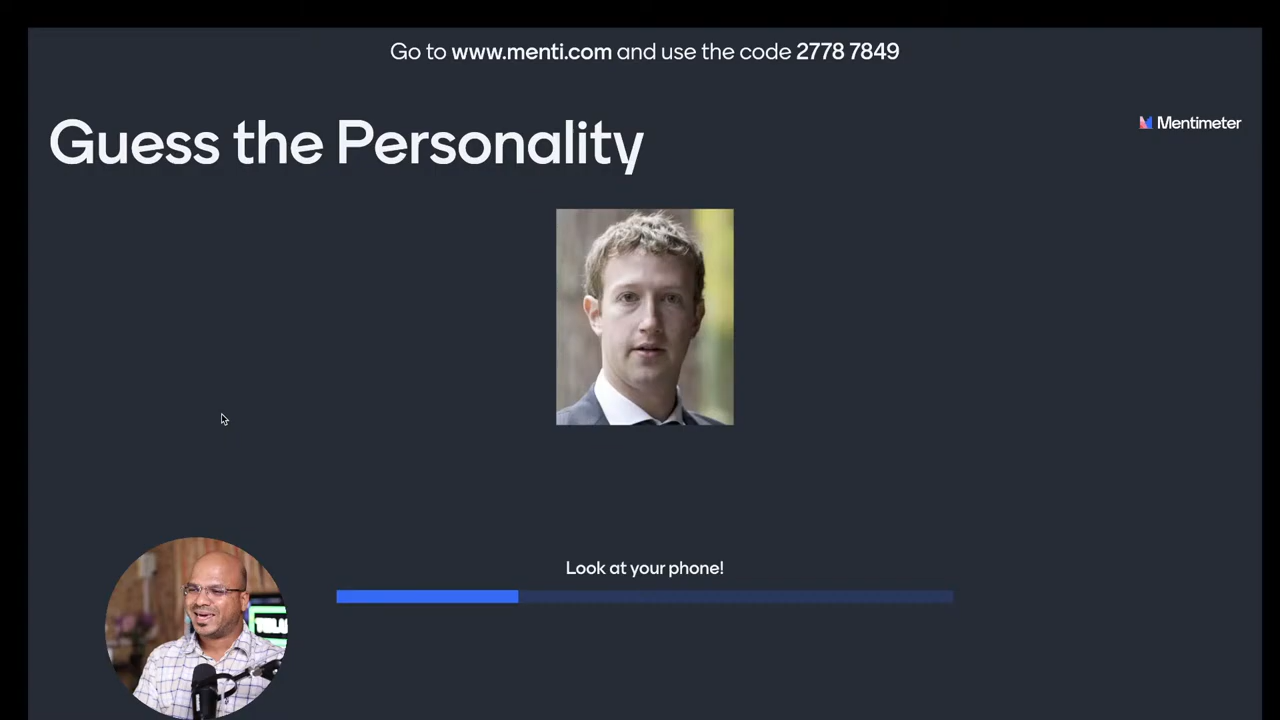 Go to www.menti.com and use the code 2778 7849
Mentimeter
Guess the Personality
Look at your phone!